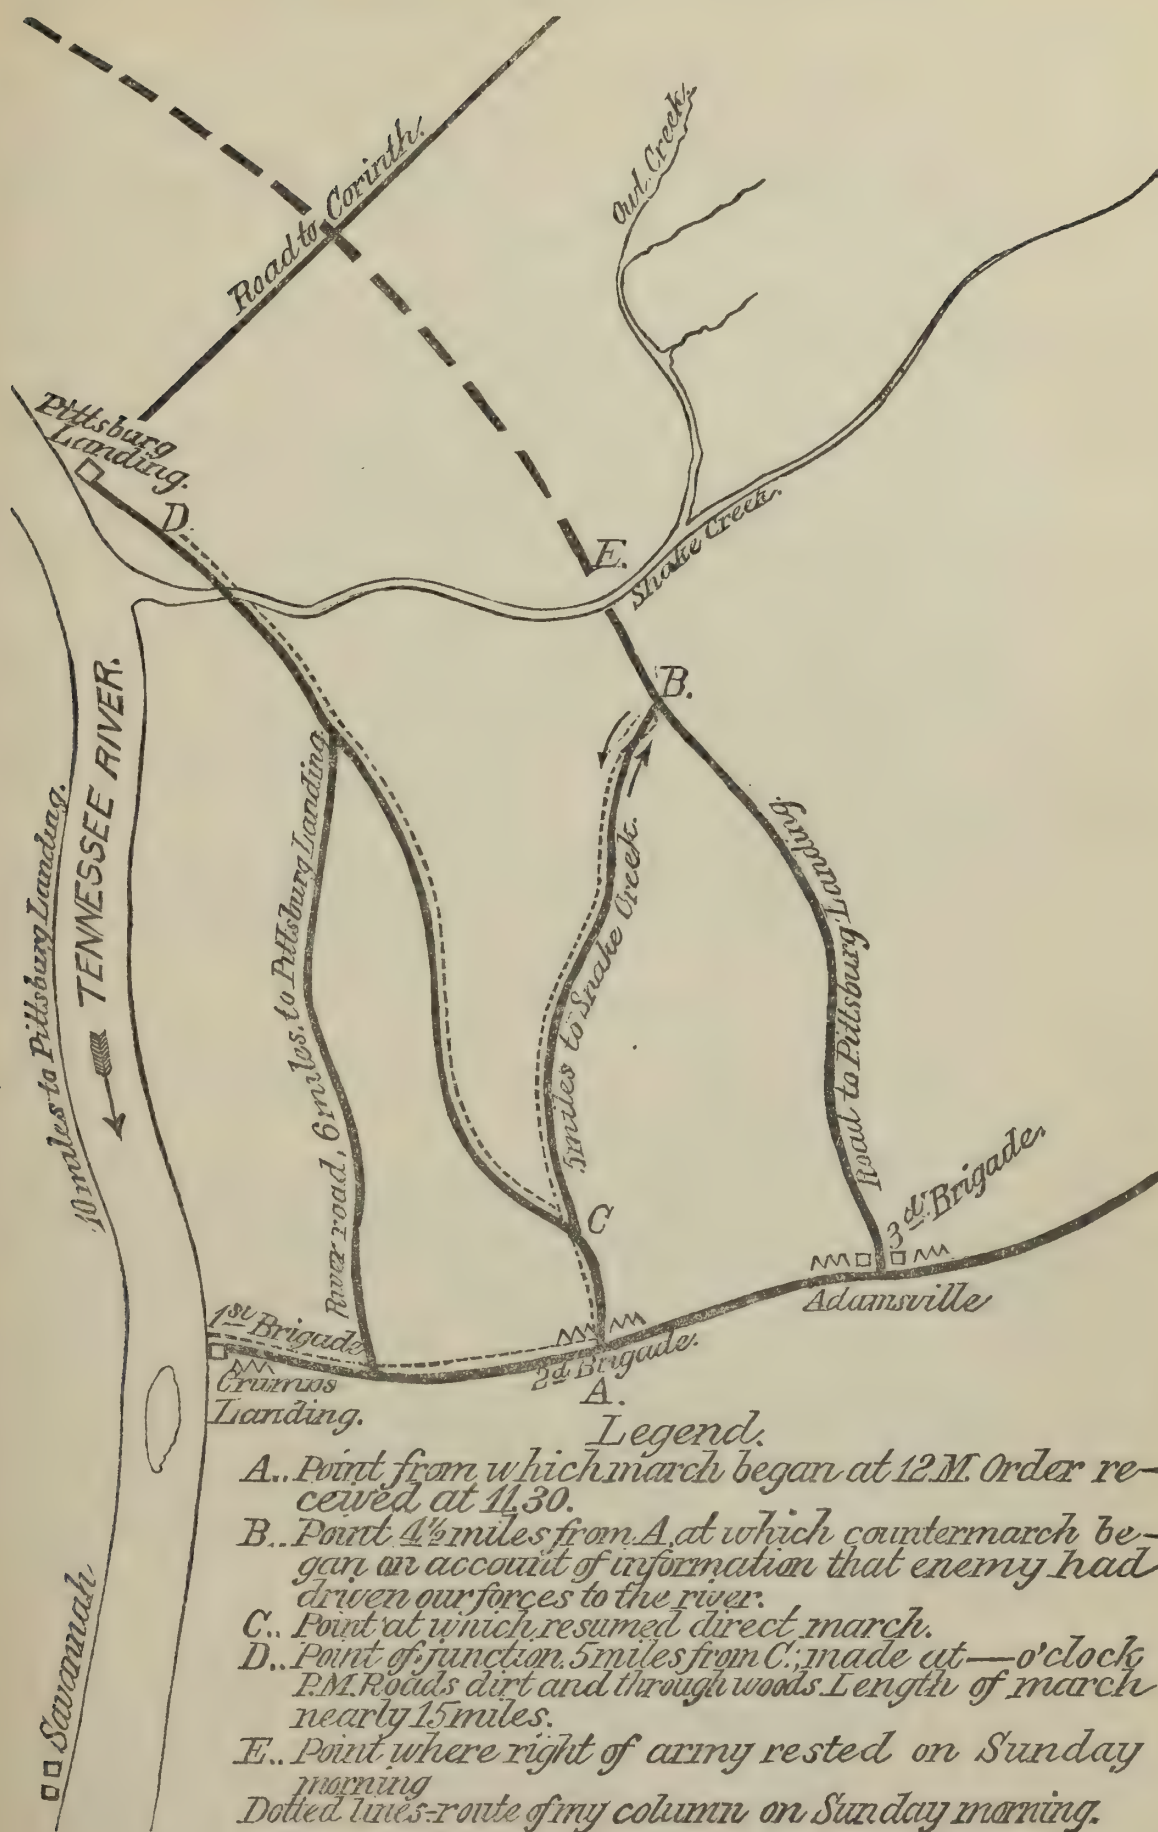 Road to Corinth.
Owl Creek.
Pittsburg
Landing.
D.
E.
Snake Creek.
B.
TENNESSEE RIVER.
10 miles to Pittsburg Landing.
River road, 6 miles to Pittsburg Landing
5 miles to Snake Creek.
Road to Pittsburg Landing.
C
3d Brigade.
Adamsville
1st Brigade
2d Brigade.
Crumps
Landing.
A.
Savannah
Legend.
A.. Point from which march began at 12 M. Order re-
ceived at 11.30.
B.. Point 4½ miles from A, at which countermarch be-
gan on account of information that enemy had
driven our forces to the river.
C.. Point at which resumed direct march.
D.. Point of junction. 5 miles from C.; made at — o'clock
P.M. Roads dirt and through woods. Length of march
nearly 15 miles.
E.. Point where right of army rested on Sunday
morning
Dotted lines-route of my column on Sunday morning.